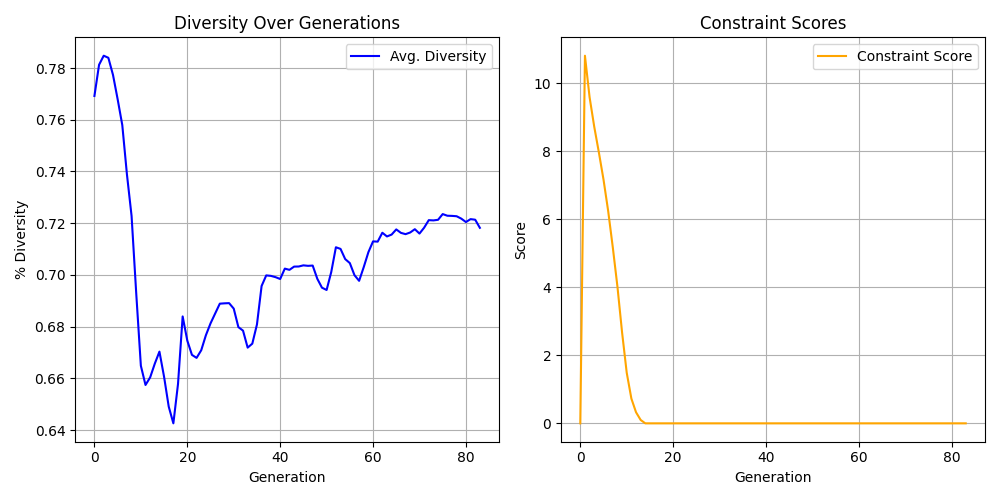 Diversity Over Generations
Avg. Diversity
% Diversity
0.78
0.76
0.74
0.72
0.70
0.68
0.66
0.64
0 20 40 60 80
Generation
Constraint Scores
Constraint Score
Score
10
8
6
4
2
0
0 20 40 60 80
Generation